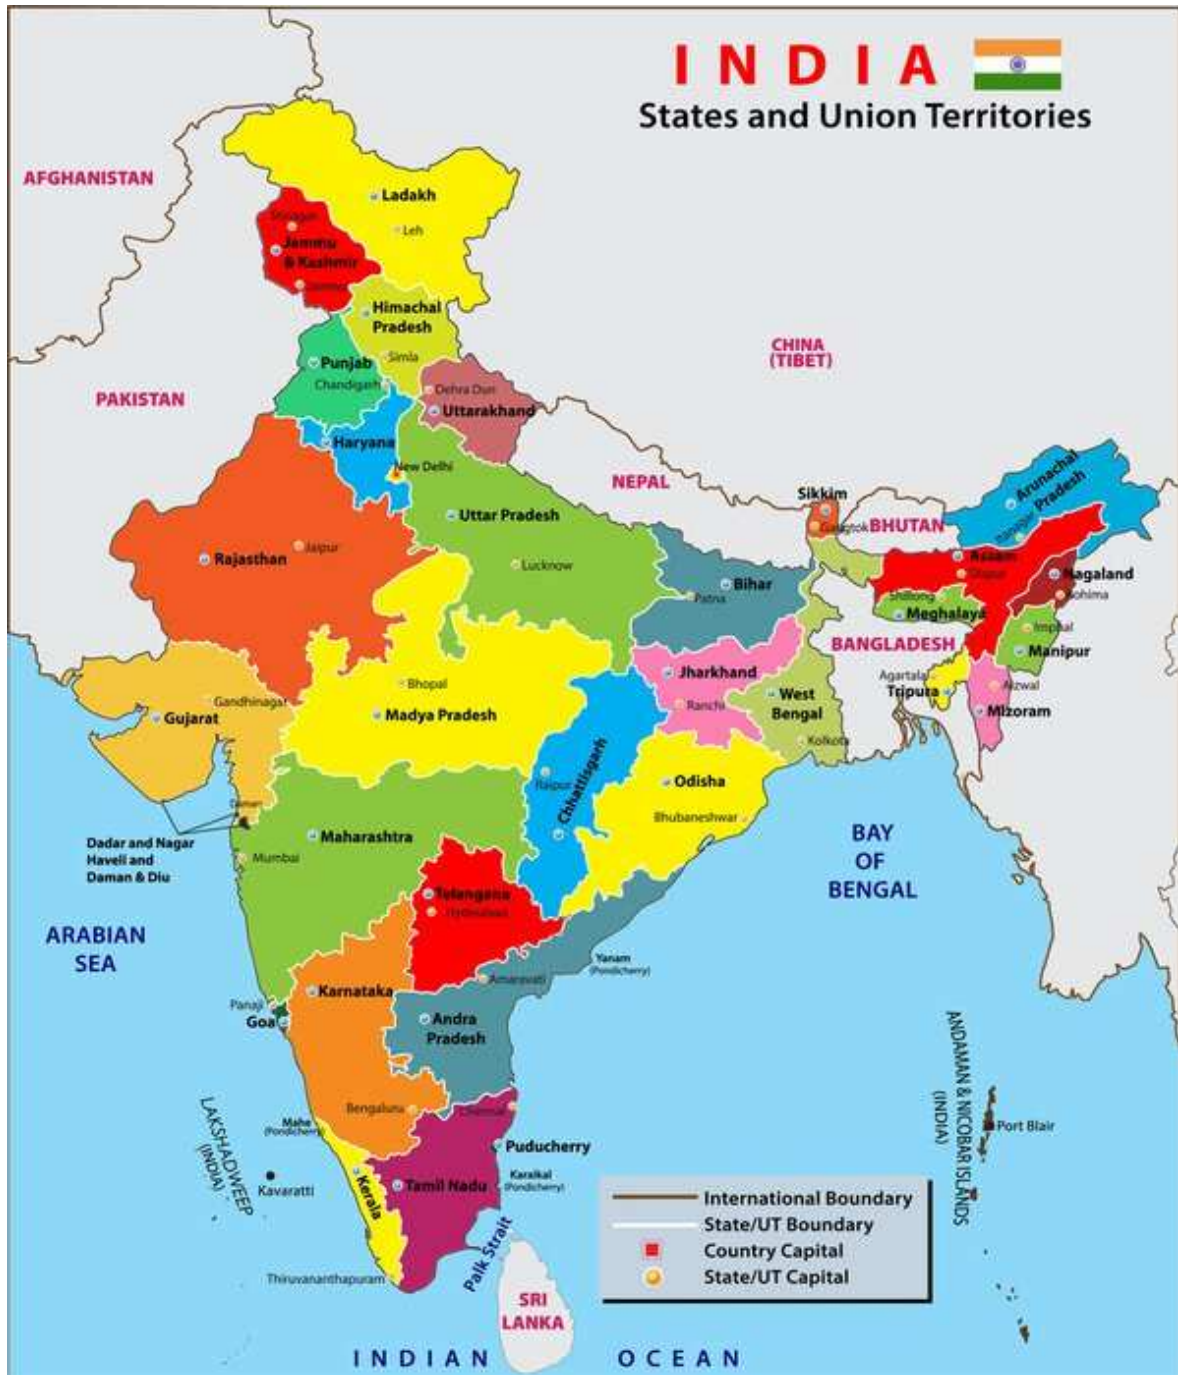 INDIA
States and Union Territories
AFGHANISTAN
Ladakh
Leh
Srinagar
Jammu
& Kashmir
Jammu
Himachal
Pradesh
Simla
CHINA
(TIBET)
Punjab
Chandigarh
Dehra Dun
Uttarakhand
PAKISTAN
Haryana
New Delhi
NEPAL
Sikkim
Gangtok
BHUTAN
Arunachal
Pradesh
Itanagar
Uttar Pradesh
Lucknow
Rajasthan
Jaipur
Bihar
Patna
Assam
Dispur
Nagaland
Kohima
Shillong
Meghalaya
BANGLADESH
Imphal
Manipur
Agartala
Tripura
Aizwal
MIzoram
Jharkhand
Ranchi
West
Bengal
Kolkota
Bhopal
Madya Pradesh
Gandhinagar
Gujarat
Daman
Dadar and Nagar
Haveli and
Daman & Diu
Raipur
Chhattisgarh
Odisha
Bhubaneshwar
Maharashtra
Mumbai
BAY
OF
BENGAL
ARABIAN
SEA
Telangana
Hyderabad
Yanam
(Pondicherry)
Amaravati
Karnataka
Panaji
Goa
Andra
Pradesh
Bengaluru
Chennai
Mahe
(Pondicherry)
Puducherry
Karaikal
(Pondicherry)
LAKSHADWEEP
(INDIA)
Kavaratti
Kerala
Tamil Nadu
Thiruvananthapuram
Palk Strait
SRI
LANKA
ANDAMAN & NICOBAR ISLANDS
(INDIA)
Port Blair
International Boundary
State/UT Boundary
Country Capital
State/UT Capital
INDIAN OCEAN